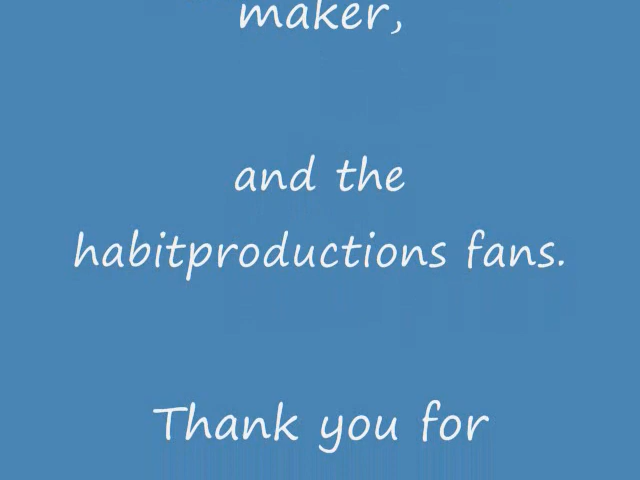 maker,
and the
habitproductions fans.
Thank you for